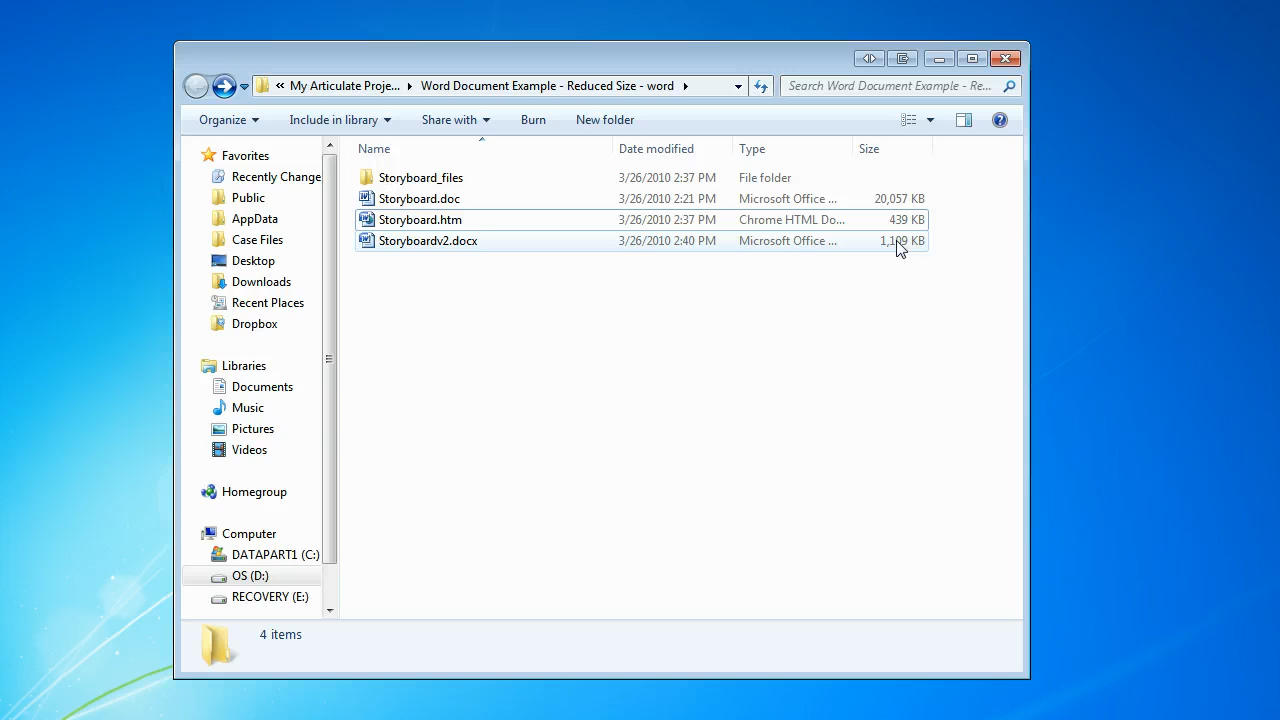 « My Articulate Proje... ▸ Word Document Example - Reduced Size - word ▸
Search Word Document Example - Re...
Organize Include in library Share with Burn New folder
Name Date modified Type Size
Favorites
Recently Change
Public
AppData
Case Files
Desktop
Downloads
Recent Places
Dropbox
Libraries
Documents
Music
Pictures
Videos
Homegroup
Computer
DATAPART1 (C:)
OS (D:)
RECOVERY (E:)
Storyboard_files 3/26/2010 2:37 PM File folder
Storyboard.doc 3/26/2010 2:21 PM Microsoft Office ... 20,057 KB
Storyboard.htm 3/26/2010 2:37 PM Chrome HTML Do... 439 KB
Storyboardv2.docx 3/26/2010 2:40 PM Microsoft Office ... KB
4 items